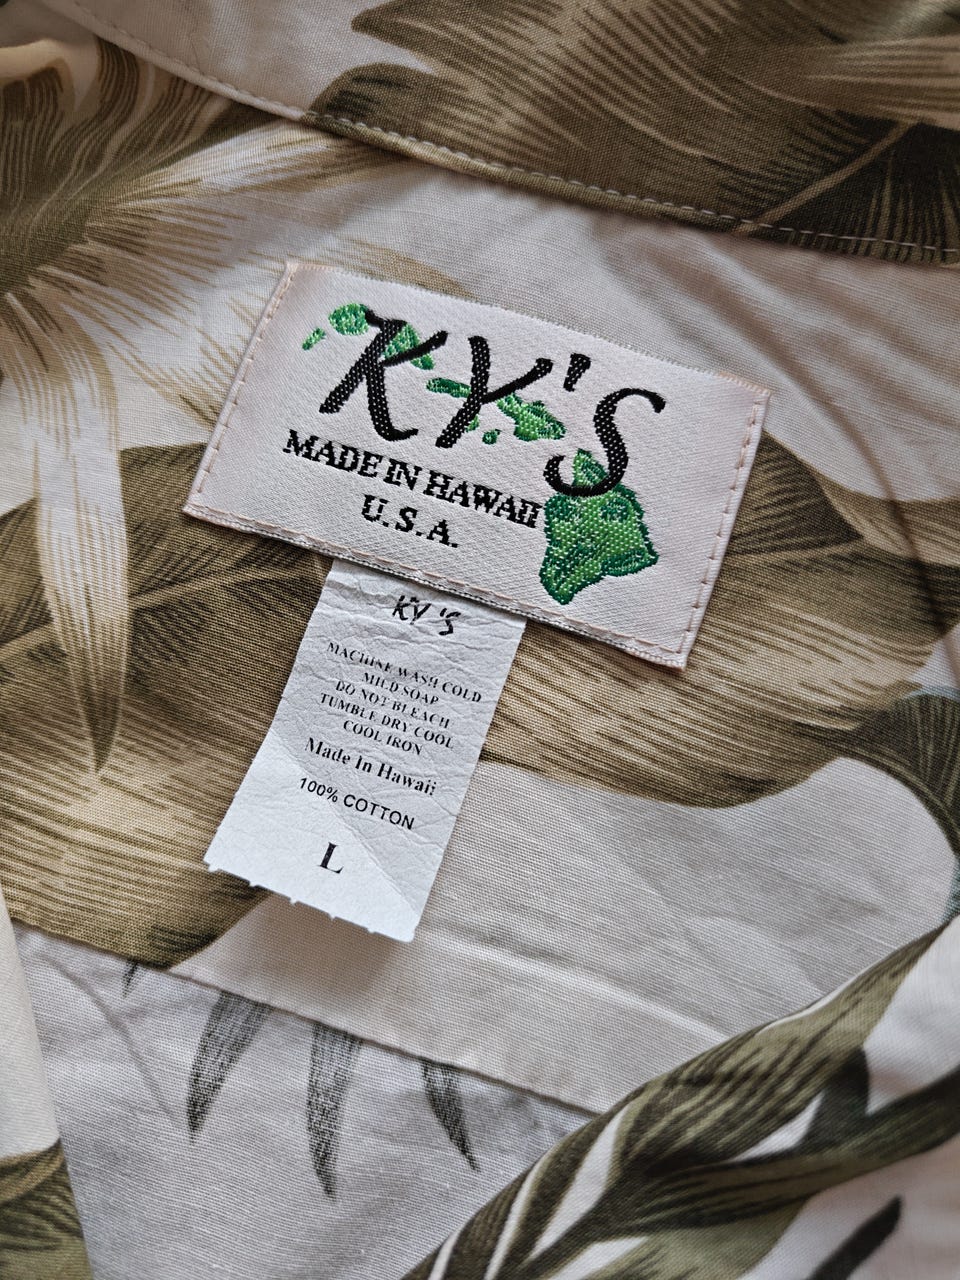 KY'S
MADE IN HAWAII
U.S.A.
KY'S
MACHINE WASH COLD
MILD SOAP
DO NOT BLEACH
TUMBLE DRY COOL
COOL IRON
Made In Hawaii
100% COTTON
L